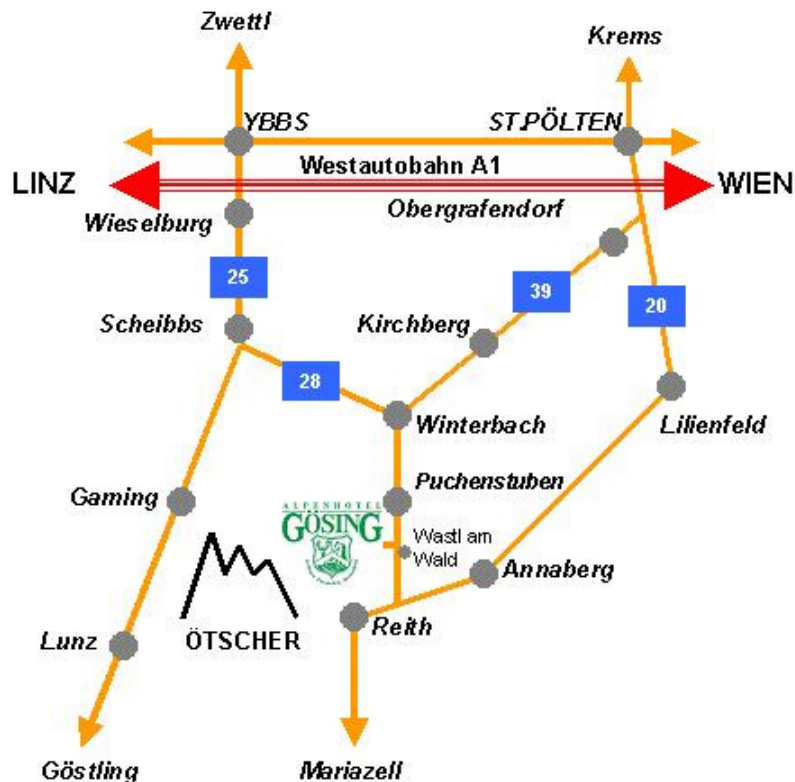 Zwettl
Krems
YBBS
ST.PÖLTEN
Westautobahn A1
LINZ
WIEN
Obergrafendorf
Wieselburg
25
39
20
Scheibbs
Kirchberg
28
Winterbach
Lilienfeld
Puchenstuben
Gaming
ALPENHOTEL
GÖSING
Wastl am
Wald
Annaberg
Reith
Lunz
ÖTSCHER
Göstling
Mariazell